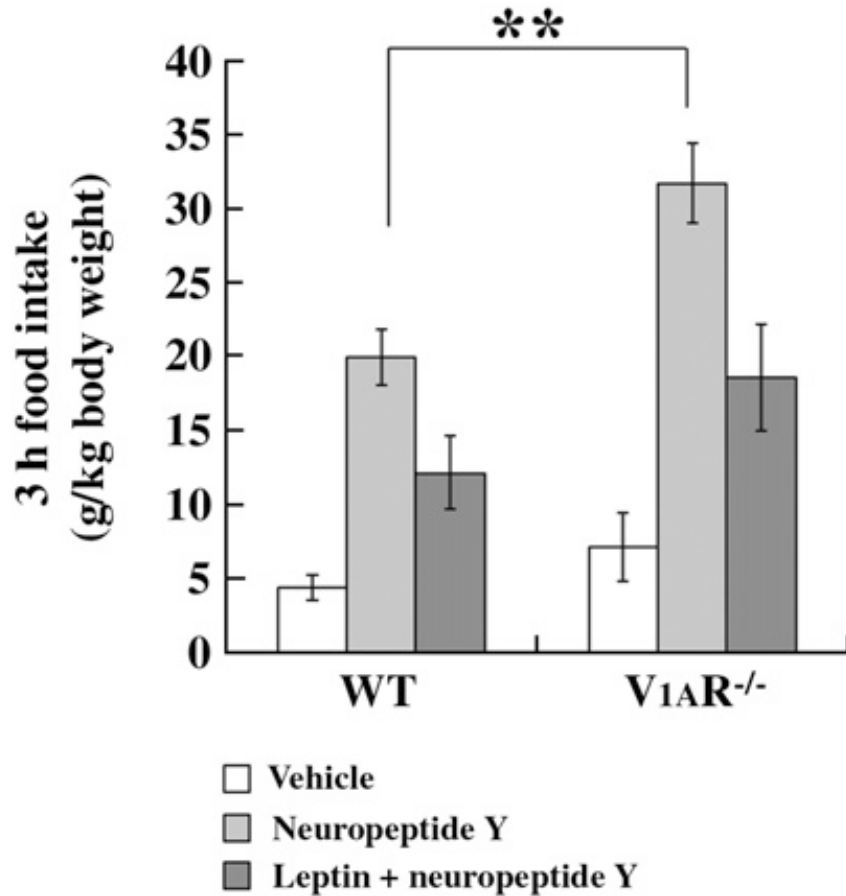 **
40
35
30
25
20
15
10
5
0
3 h food intake
(g/kg body weight)
WT
V1AR-/-
Vehicle
Neuropeptide Y
Leptin + neuropeptide Y